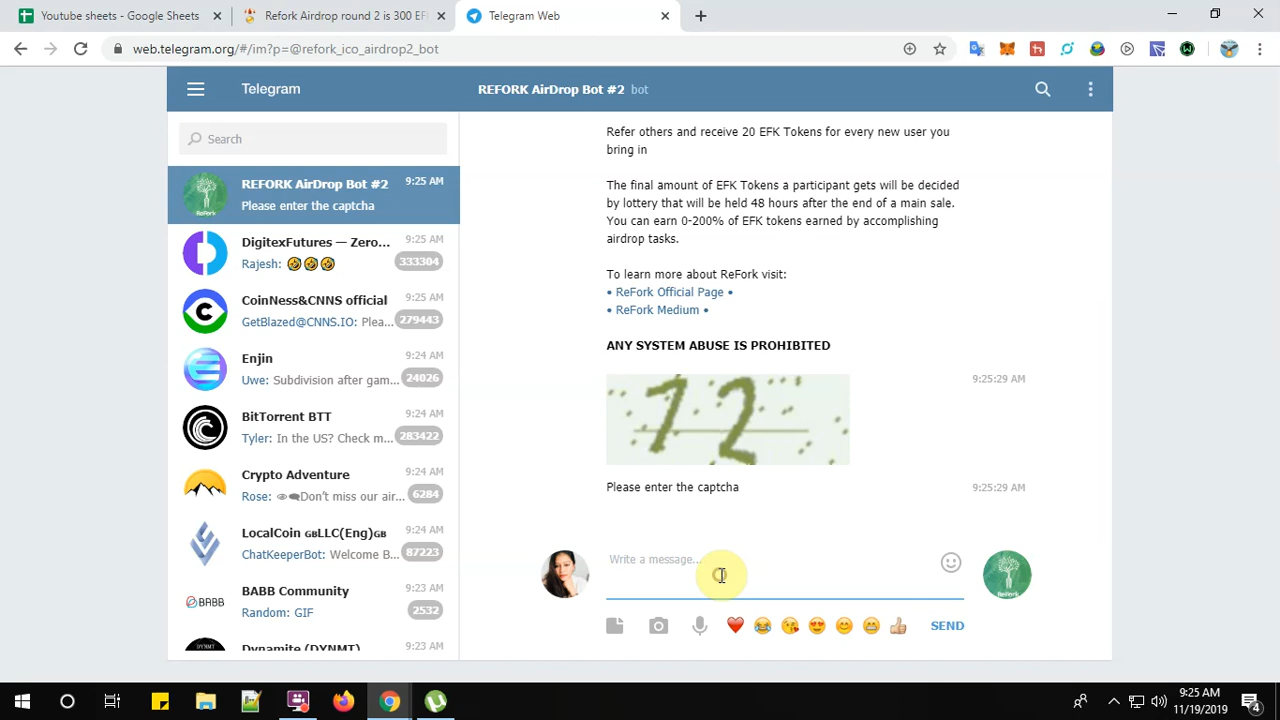 Youtube sheets - Google Sheets
Refork Airdrop round 2 is 300 EF
Telegram Web
web.telegram.org/#/im?p=@refork_ico_airdrop2_bot
Telegram
REFORK AirDrop Bot #2 bot
Search
REFORK AirDrop Bot #2 9:25 AM
Please enter the captcha
DigitexFutures — Zero... 9:25 AM
Rajesh: 🤣🤣🤣 333304
CoinNess&CNNS official 9:25 AM
GetBlazed@CNNS.IO: Plea... 279443
Enjin 9:24 AM
Uwe: Subdivision after gam... 24026
BitTorrent BTT 9:24 AM
Tyler: In the US? Check m... 283422
Crypto Adventure 9:24 AM
Rose: 👁️‍🗨️Don't miss our air... 6284
LocalCoin 🇬🇧LLC(Eng)🇬🇧 9:24 AM
ChatKeeperBot: Welcome B... 87223
BABB
BABB Community 9:23 AM
Random: GIF 2532
Dynamite (DYNMT) 9:23 AM
Refer others and receive 20 EFK Tokens for every new user you
bring in
The final amount of EFK Tokens a participant gets will be decided
by lottery that will be held 48 hours after the end of a main sale.
You can earn 0-200% of EFK tokens earned by accomplishing
airdrop tasks.
To learn more about ReFork visit:
• ReFork Official Page •
• ReFork Medium •
ANY SYSTEM ABUSE IS PROHIBITED
72 9:25:29 AM
Please enter the captcha 9:25:29 AM
Write a message...
ReFork
SEND
9:25 AM
11/19/2019
4